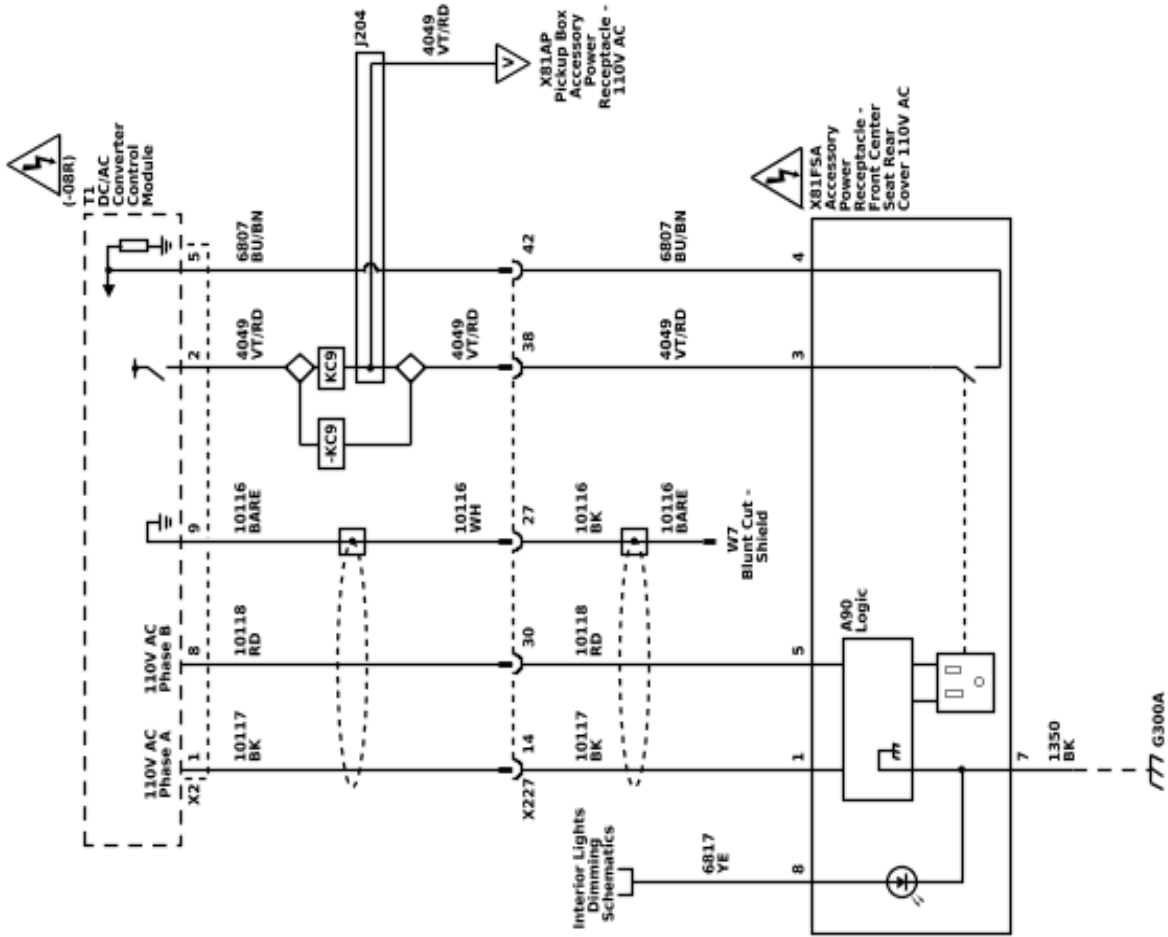 (-08R)
T1
DC/AC
Converter
Control
Module
110V AC
Phase A
110V AC
Phase B
X2
1
8
9
2
5
10117
BK
10118
RD
10116
BARE
4049
VT/RD
6807
BU/BN
-KC9
KC9
J204
4049
VT/RD
V
X81AP
Pickup Box
Accessory
Power
Receptacle -
110V AC
10116
WH
4049
VT/RD
X227
14
30
27
38
42
10117
BK
10118
RD
10116
BK
10116
BARE
4049
VT/RD
6807
BU/BN
W7
Blunt Cut -
Shield
Interior Lights
Dimming
Schematics
6817
YE
8
1
5
3
4
X81FSA
Accessory
Power
Receptacle -
Front Center
Seat Rear
Cover 110V AC
A90
Logic
7
1350
BK
G300A